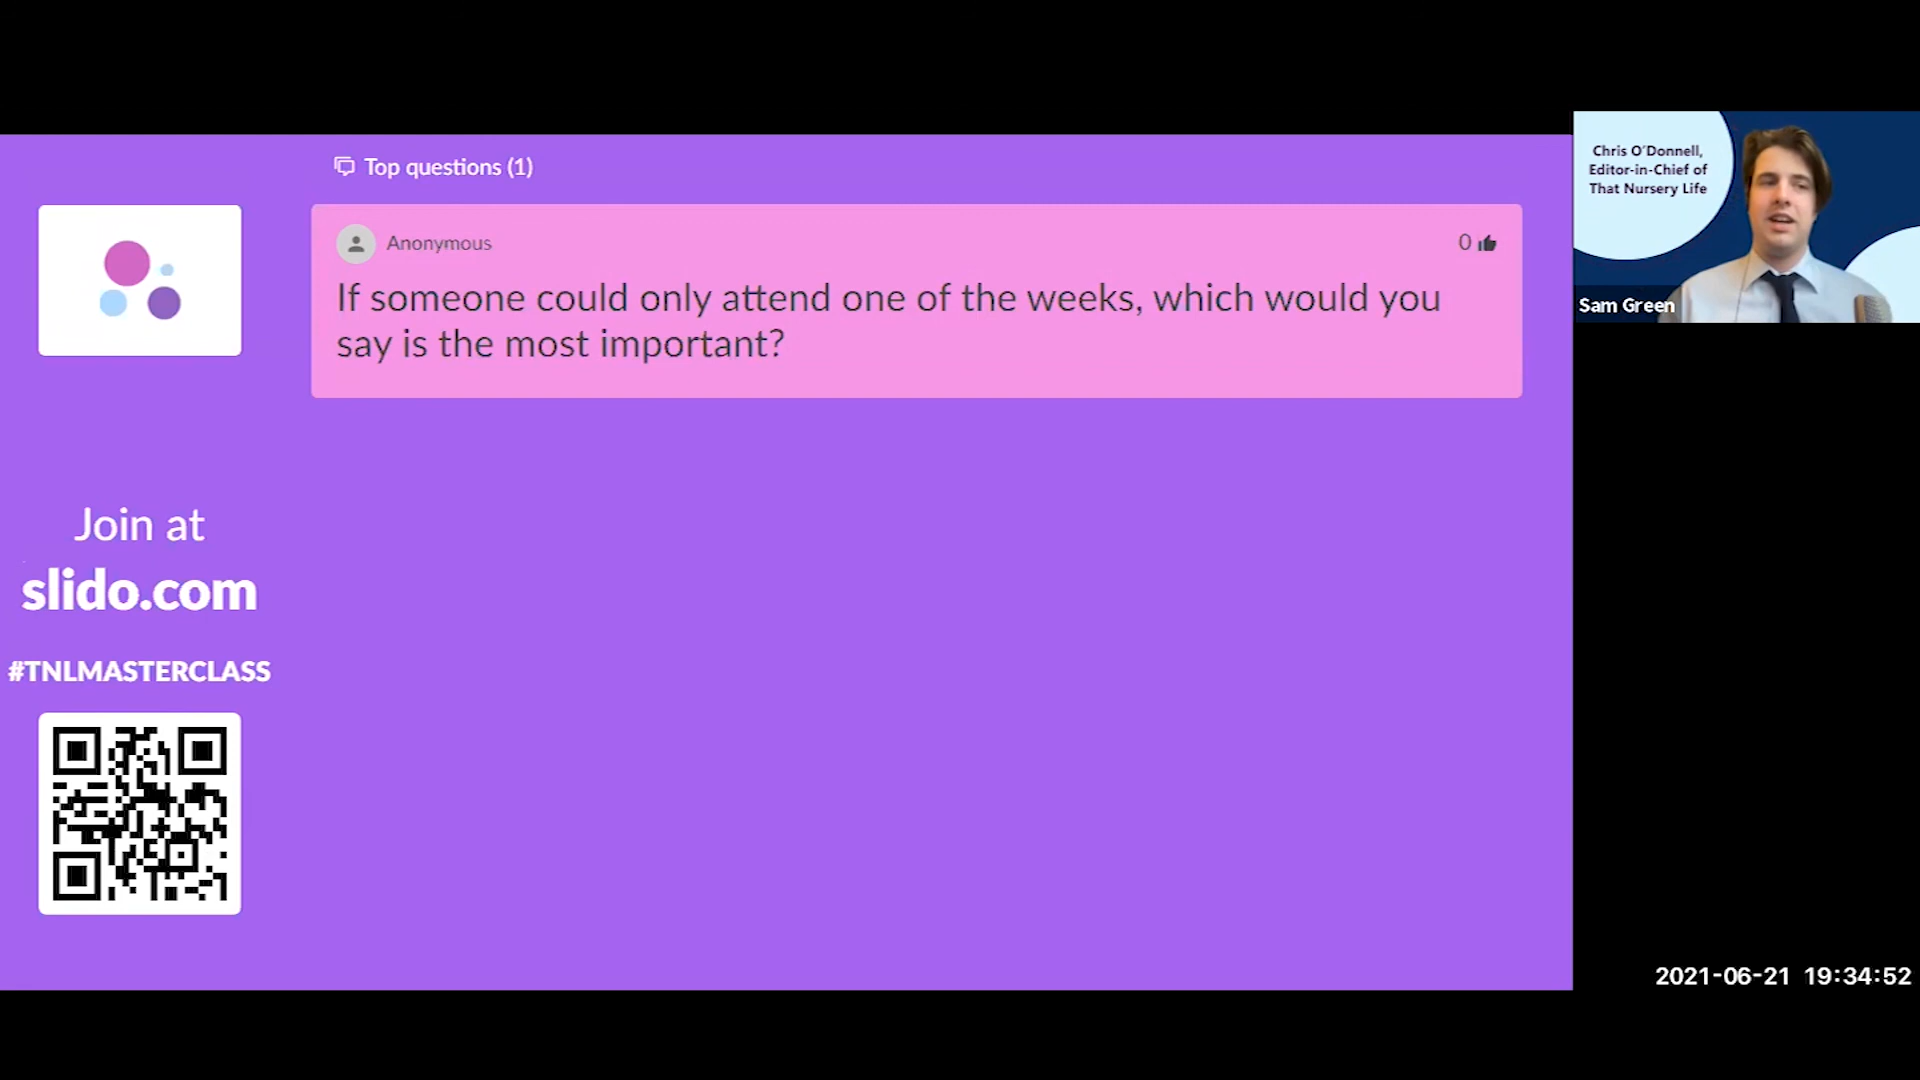 Top questions (1)
Anonymous
0
If someone could only attend one of the weeks, which would you
say is the most important?
Join at
slido.com
#TNLMASTERCLASS
Chris O'Donnell,
Editor-in-Chief of
That Nursery Life
Sam Green
2021-06-21 19:34:52